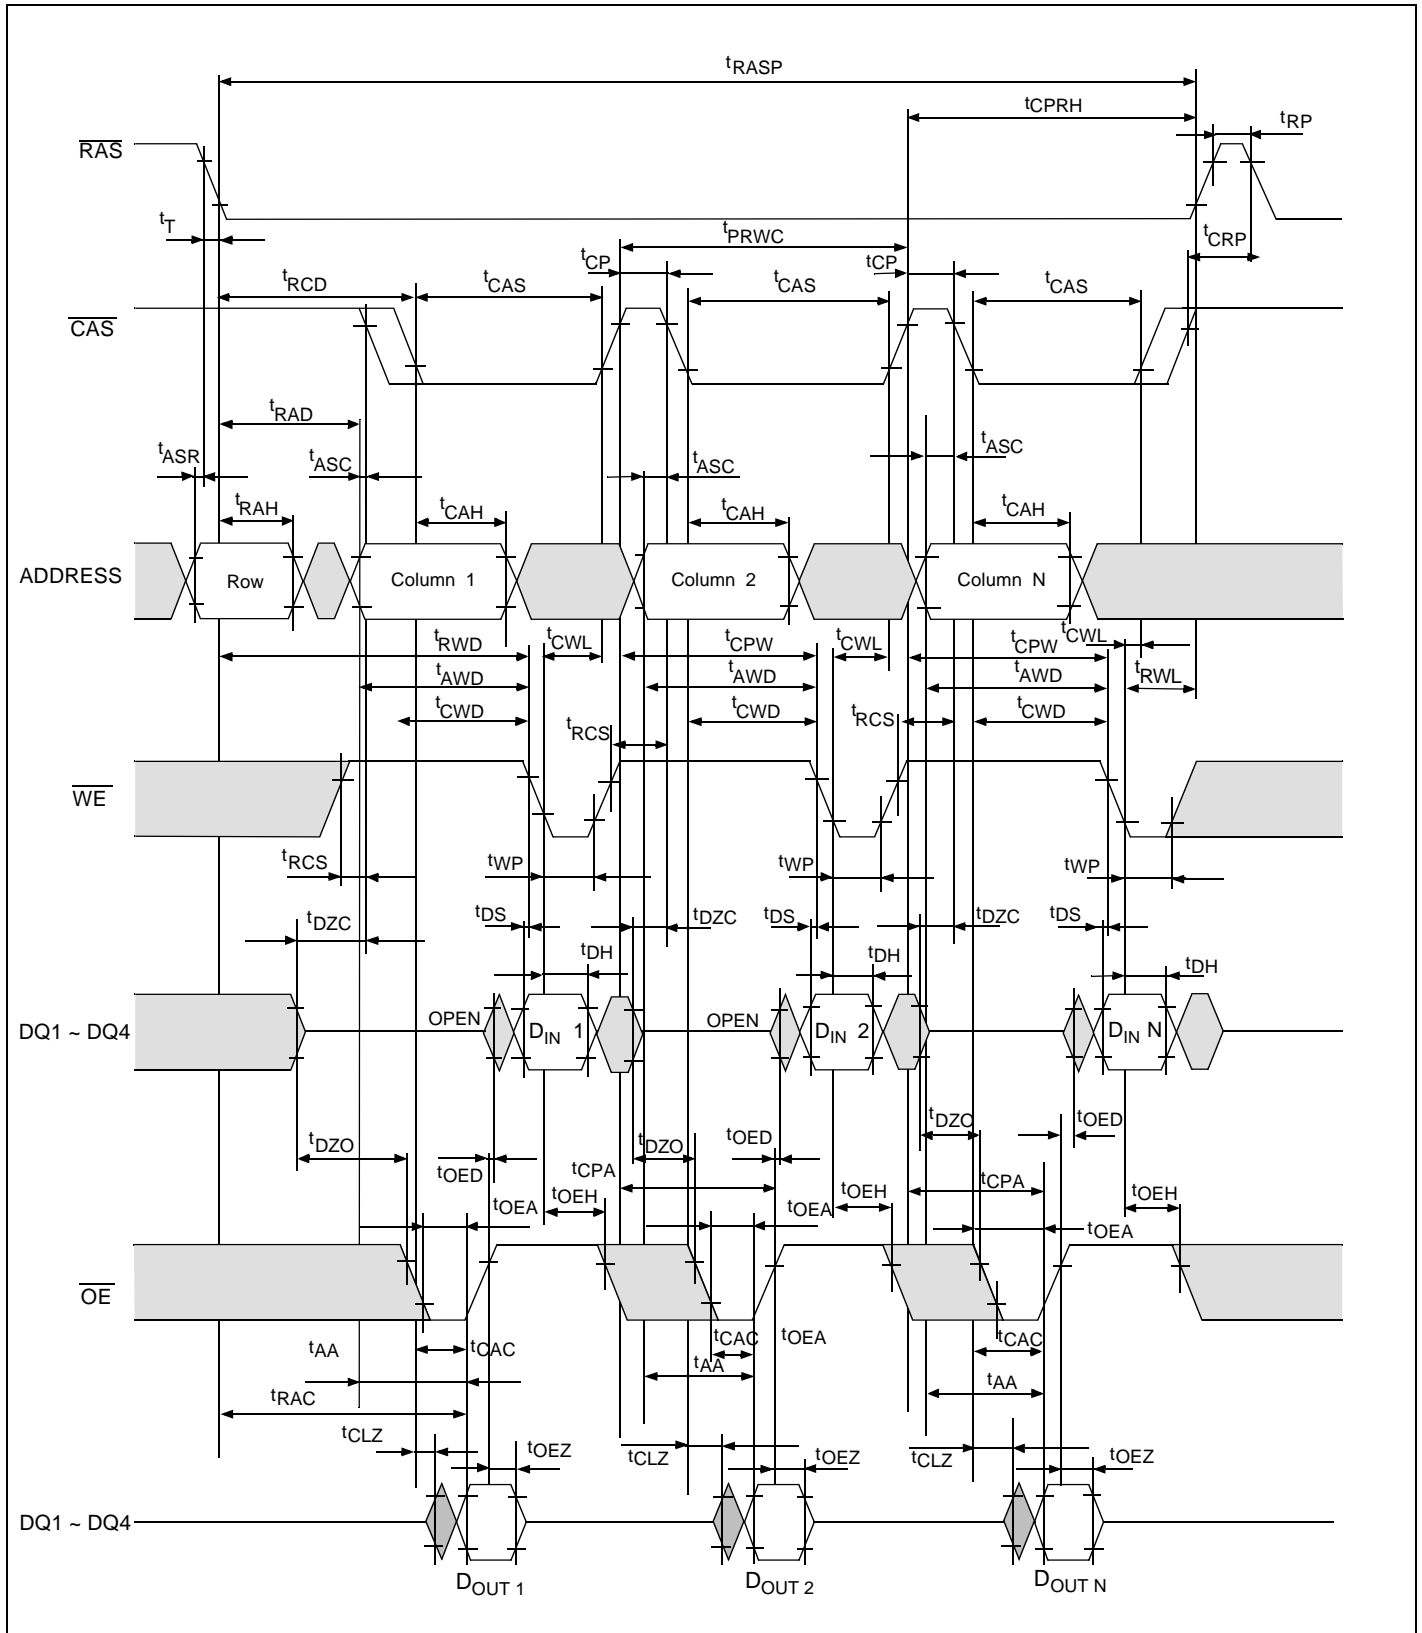 tRASP
tCPRH
tRP
RAS
tT
tPRWC
tCRP
tCP
tCP
tRCD
tCAS
tCAS
tCAS
CAS
tRAD
tASR
tASC
tASC
tASC
tRAH
tCAH
tCAH
tCAH
ADDRESS
Row
Column 1
Column 2
Column N
tRWD
tCWL
tCPW
tCWL
tCPW
tCWL
tAWD
tAWD
tAWD
tRWL
tCWD
tRCS
tCWD
tRCS
tCWD
WE
tRCS
tWP
tWP
tWP
tDZC
tDS
tDZC
tDS
tDZC
tDS
tDH
tDH
tDH
DQ1 ~ DQ4
OPEN
DIN 1
OPEN
DIN 2
DIN N
tDZO
tOED
tCPA
tDZO
tOED
tDZO
tOED
tOEA
tOEH
tOEH
tOEA
tCPA
tOEH
tOEA
OE
tAA
tCAC
tCAC
tOEA
tCAC
tRAC
tAA
tAA
tCLZ
tOEZ
tCLZ
tOEZ
tCLZ
tOEZ
DQ1 ~ DQ4
DOUT 1
DOUT 2
DOUT N